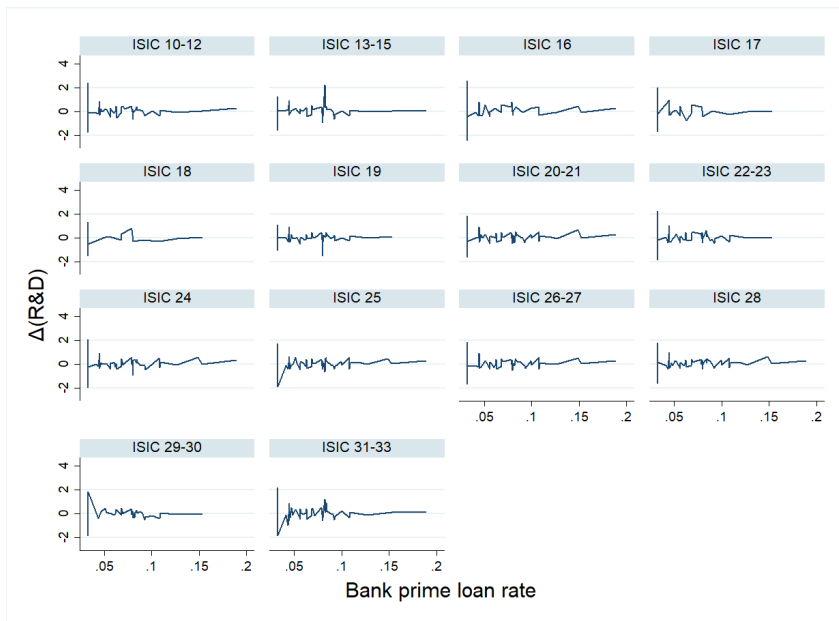 ISIC 10-12 ISIC 13-15 ISIC 16 ISIC 17
4
2
0
-2
ISIC 18 ISIC 19 ISIC 20-21 ISIC 22-23
4
2
0
-2
Δ(R&D)
ISIC 24 ISIC 25 ISIC 26-27 ISIC 28
4
2
0
-2
.05 .1 .15 .2 .05 .1 .15 .2
ISIC 29-30 ISIC 31-33
4
2
0
-2
.05 .1 .15 .2 .05 .1 .15 .2
Bank prime loan rate